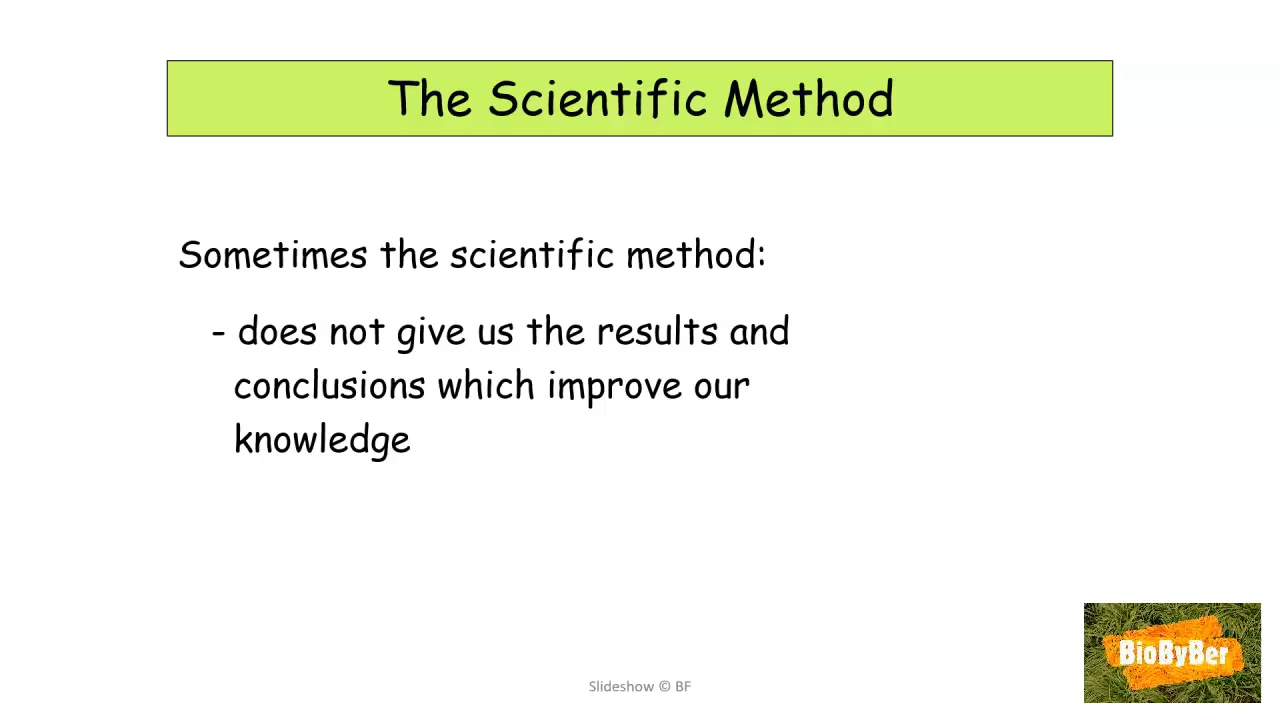 The Scientific Method
Sometimes the scientific method:
- does not give us the results and
conclusions which improve our
knowledge
BioByBer
Slideshow © BF